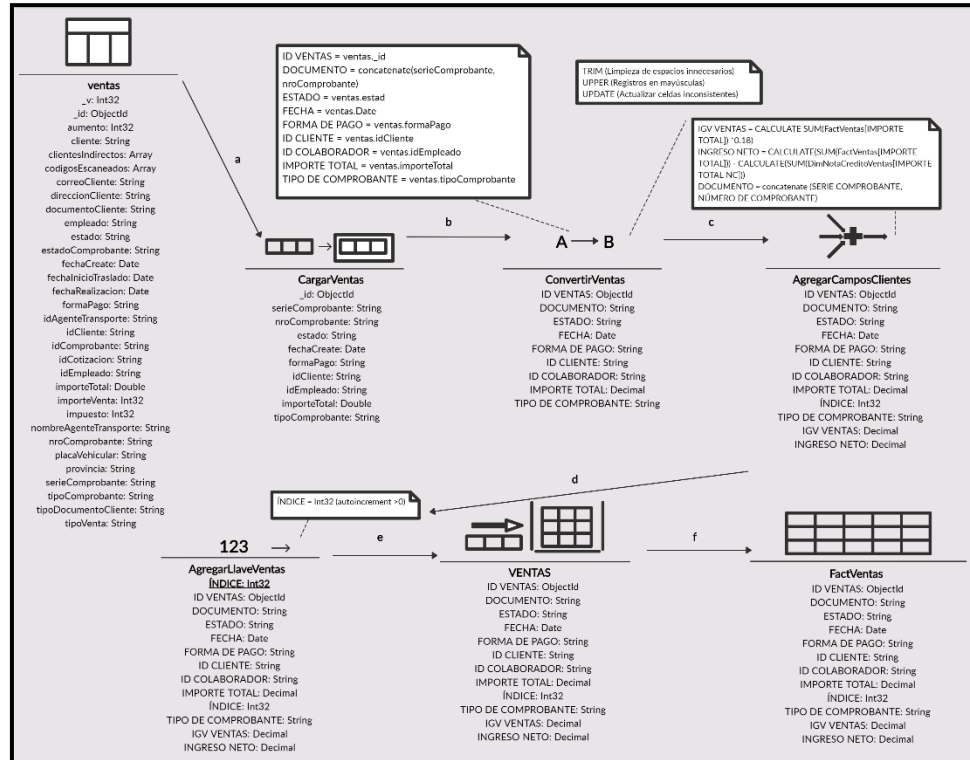 ventas
_v: Int32
_id: ObjectId
aumento: Int32
cliente: String
clientesIndirectos: Array
codigosEscaneados: Array
correoCliente: String
direccionCliente: String
documentoCliente: String
empleado: String
estado: String
estadoComprobante: String
fechaCreate: Date
fechaInicioTraslado: Date
fechaRealizacion: Date
formaPago: String
idAgenteTransporte: String
idCliente: String
idComprobante: String
idCotizacion: String
idEmpleado: String
importeTotal: Double
importeVenta: Int32
impuesto: Int32
nombreAgenteTransporte: String
nroComprobante: String
placaVehicular: String
provincia: String
serieComprobante: String
tipoComprobante: String
tipoDocumentoCliente: String
tipoVenta: String
a
CargarVentas
_id: ObjectId
serieComprobante: String
nroComprobante: String
estado: String
fechaCreate: Date
formaPago: String
idCliente: String
idEmpleado: String
importeTotal: Double
tipoComprobante: String
b
ID VENTAS = ventas._id
DOCUMENTO = concatenate(serieComprobante,
nroComprobante)
ESTADO = ventas.estad
FECHA = ventas.Date
FORMA DE PAGO = ventas.formaPago
ID CLIENTE = ventas.idCliente
ID COLABORADOR = ventas.idEmpleado
IMPORTE TOTAL = ventas.importeTotal
TIPO DE COMPROBANTE = ventas.tipoComprobante
TRIM (Limpieza de espacios innecesarios)
UPPER (Registros en mayúsculas)
UPDATE (Actualizar celdas inconsistentes)
A B
ConvertirVentas
ID VENTAS: ObjectId
DOCUMENTO: String
ESTADO: String
FECHA: Date
FORMA DE PAGO: String
ID CLIENTE: String
ID COLABORADOR: String
IMPORTE TOTAL: Decimal
TIPO DE COMPROBANTE: String
c
IGV VENTAS = CALCULATE SUM(FactVentas[IMPORTE
TOTAL]) *0.18)
INGRESO NETO = CALCULATE(SUM(FactVentas[IMPORTE
TOTAL])) - CALCULATE(SUM(DimNotaCreditoVentas[IMPORTE
TOTAL NC]))
DOCUMENTO = concatenate (SERIE COMPROBANTE,
NÚMERO DE COMPROBANTE)
AgregarCamposClientes
ID VENTAS: ObjectId
DOCUMENTO: String
ESTADO: String
FECHA: Date
FORMA DE PAGO: String
ID CLIENTE: String
ID COLABORADOR: String
IMPORTE TOTAL: Decimal
ÍNDICE: Int32
TIPO DE COMPROBANTE: String
IGV VENTAS: Decimal
INGRESO NETO: Decimal
d
ÍNDICE = Int32 (autoincrement >0)
123
AgregarLlaveVentas
ÍNDICE: Int32
ID VENTAS: ObjectId
DOCUMENTO: String
ESTADO: String
FECHA: Date
FORMA DE PAGO: String
ID CLIENTE: String
ID COLABORADOR: String
IMPORTE TOTAL: Decimal
ÍNDICE: Int32
TIPO DE COMPROBANTE: String
IGV VENTAS: Decimal
INGRESO NETO: Decimal
e
VENTAS
ID VENTAS: ObjectId
DOCUMENTO: String
ESTADO: String
FECHA: Date
FORMA DE PAGO: String
ID CLIENTE: String
ID COLABORADOR: String
IMPORTE TOTAL: Decimal
ÍNDICE: Int32
TIPO DE COMPROBANTE: String
IGV VENTAS: Decimal
INGRESO NETO: Decimal
f
FactVentas
ID VENTAS: ObjectId
DOCUMENTO: String
ESTADO: String
FECHA: Date
FORMA DE PAGO: String
ID CLIENTE: String
ID COLABORADOR: String
IMPORTE TOTAL: Decimal
ÍNDICE: Int32
TIPO DE COMPROBANTE: String
IGV VENTAS: Decimal
INGRESO NETO: Decimal